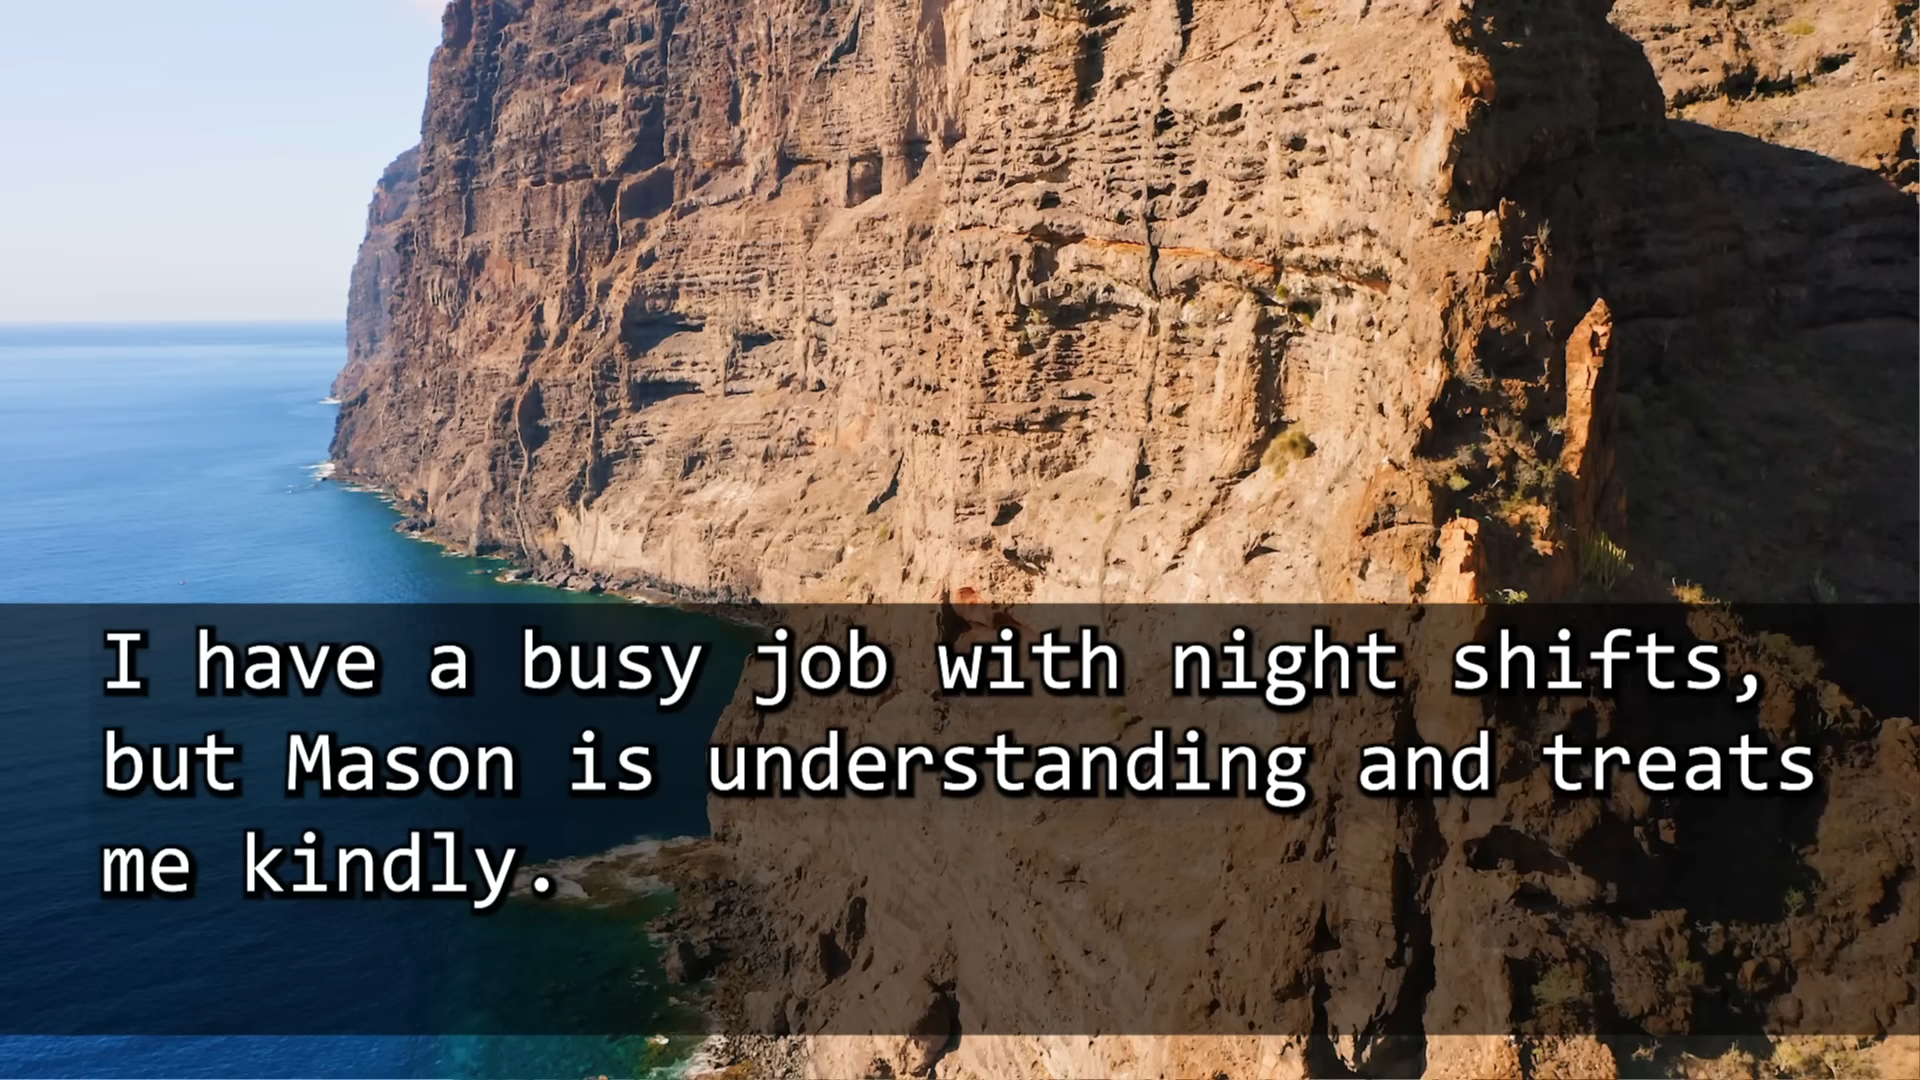 I have a busy job with night shifts,
but Mason is understanding and treats
me kindly.